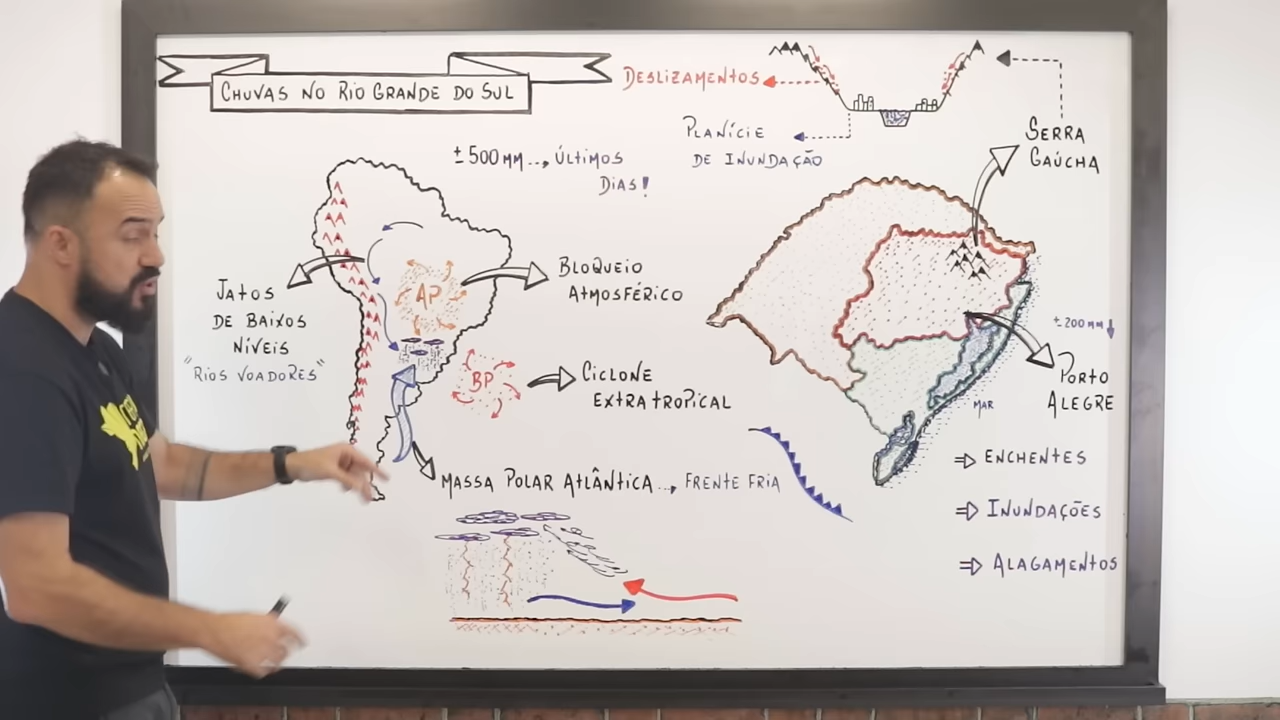 CHUVAS NO RIO GRANDE DO SUL
DESLIZAMENTOS
PLANÍCIE
DE INUNDAÇÃO
SERRA
GAÚCHA
±500 MM..., ÚLTIMOS
DIAS!
JATOS
DE BAIXOS
NÍVEIS
"RIOS VOADORES"
AP
BLOQUEIO
ATMOSFÉRICO
BP
CICLONE
EXTRATROPICAL
MASSA POLAR ATLÂNTICA..., FRENTE FRIA
±200 MM
PORTO
ALEGRE
MAR
ENCHENTES
INUNDAÇÕES
ALAGAMENTOS